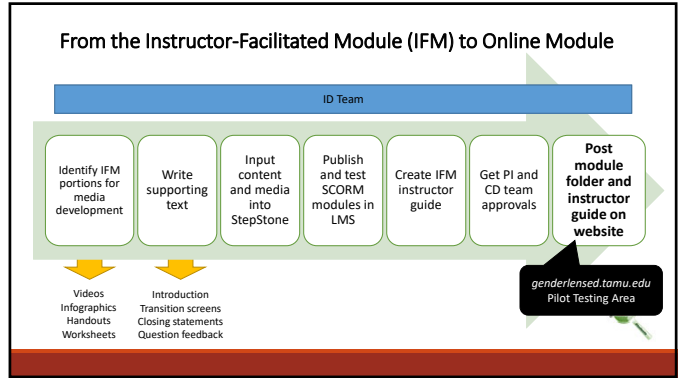 From the Instructor-Facilitated Module (IFM) to Online Module
ID Team
Identify IFM
portions for
media
development
Write
supporting
text
Input
content
and media
into
StepStone
Publish
and test
SCORM
modules in
LMS
Create IFM
instructor
guide
Get PI and
CD team
approvals
Post
module
folder and
instructor
guide on
website
genderlensed.tamu.edu
Pilot Testing Area
Videos
Infographics
Handouts
Worksheets
Introduction
Transition screens
Closing statements
Question feedback